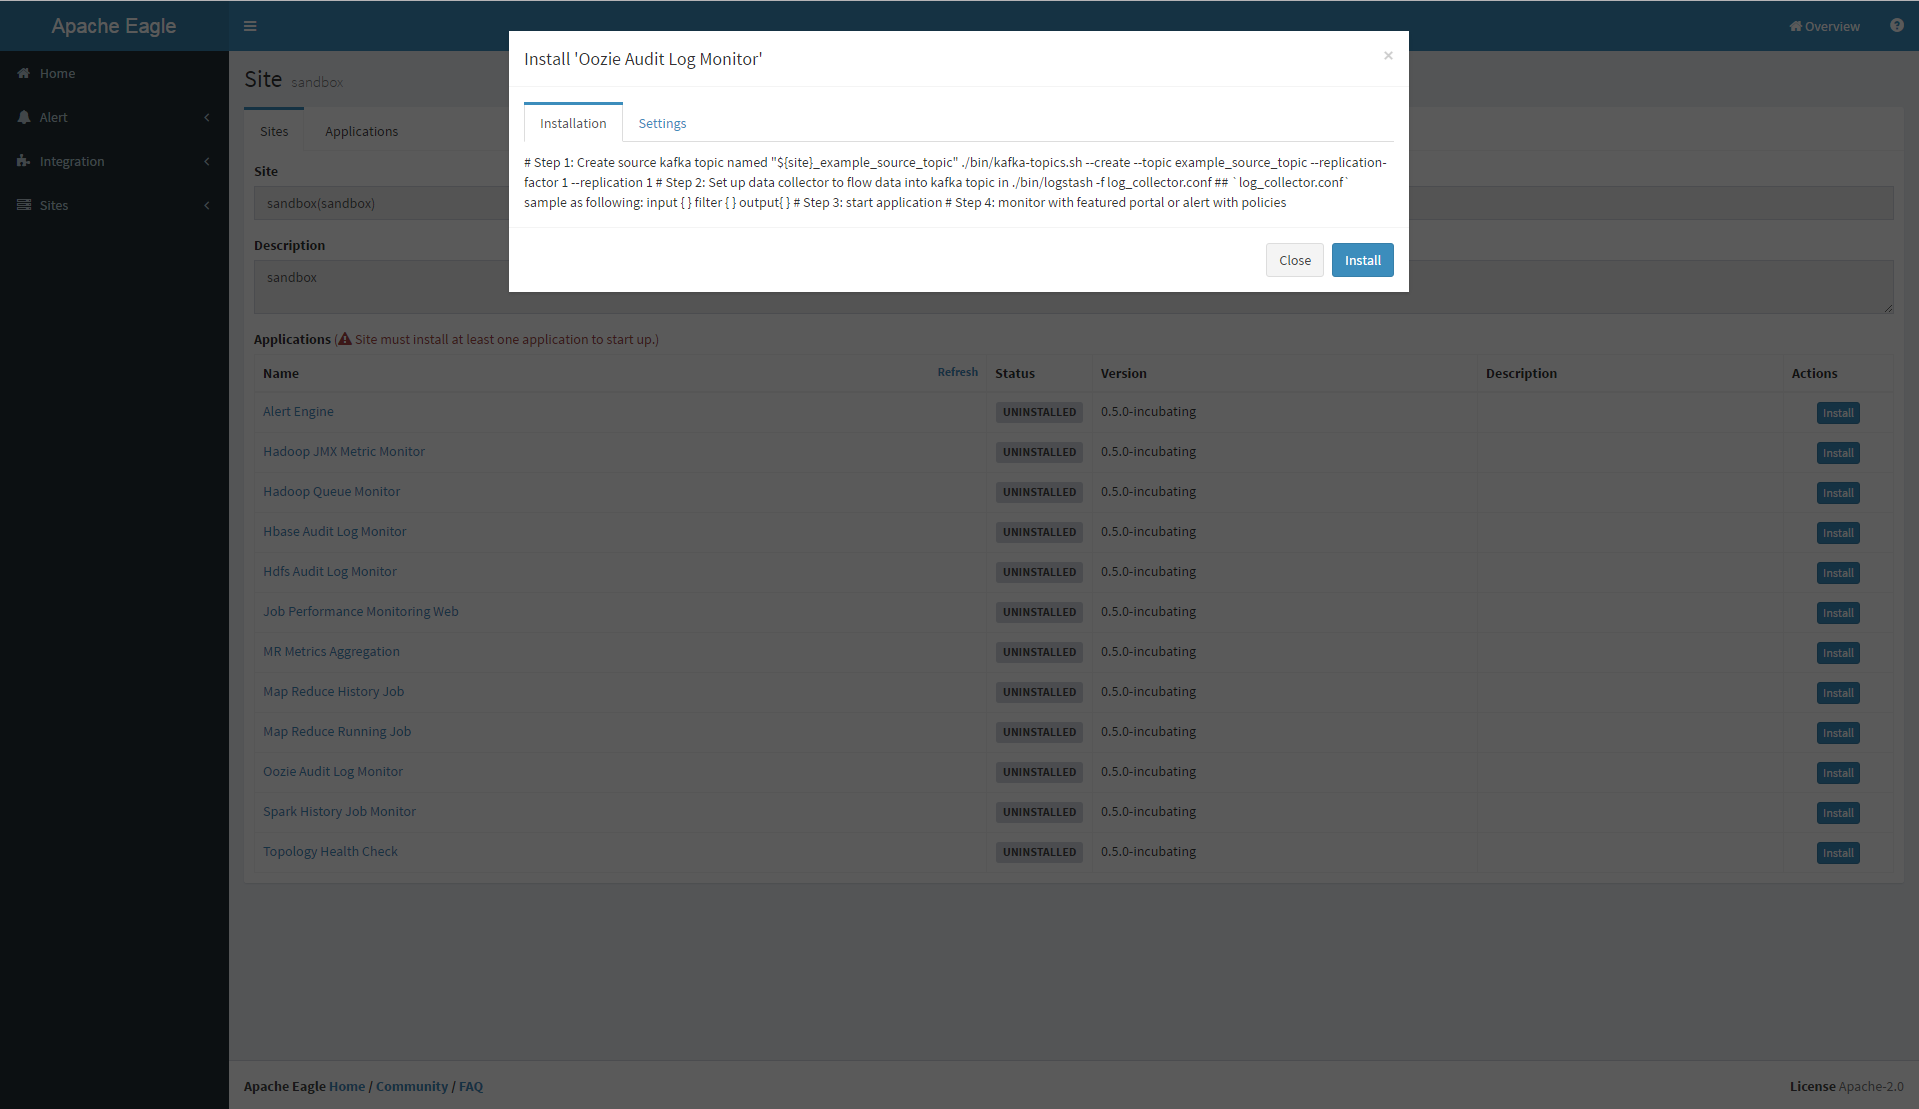 Apache Eagle
Overview
Home
Alert
Integration
Sites
Site sandbox
Sites
Applications
Site
sandbox(sandbox)
Description
sandbox
Install 'Oozie Audit Log Monitor'
×
Installation
Settings
# Step 1: Create source kafka topic named "${site}_example_source_topic" ./bin/kafka-topics.sh --create --topic example_source_topic --replication-
factor 1 --replication 1 # Step 2: Set up data collector to flow data into kafka topic in ./bin/logstash -f log_collector.conf ## `log_collector.conf`
sample as following: input { } filter { } output{ } # Step 3: start application # Step 4: monitor with featured portal or alert with policies
Close
Install
Applications (Site must install at least one application to start up.)
Name Refresh Status Version Description Actions
Alert Engine UNINSTALLED 0.5.0-incubating Install
Hadoop JMX Metric Monitor UNINSTALLED 0.5.0-incubating Install
Hadoop Queue Monitor UNINSTALLED 0.5.0-incubating Install
Hbase Audit Log Monitor UNINSTALLED 0.5.0-incubating Install
Hdfs Audit Log Monitor UNINSTALLED 0.5.0-incubating Install
Job Performance Monitoring Web UNINSTALLED 0.5.0-incubating Install
MR Metrics Aggregation UNINSTALLED 0.5.0-incubating Install
Map Reduce History Job UNINSTALLED 0.5.0-incubating Install
Map Reduce Running Job UNINSTALLED 0.5.0-incubating Install
Oozie Audit Log Monitor UNINSTALLED 0.5.0-incubating Install
Spark History Job Monitor UNINSTALLED 0.5.0-incubating Install
Topology Health Check UNINSTALLED 0.5.0-incubating Install
Apache Eagle Home / Community / FAQ
License Apache-2.0